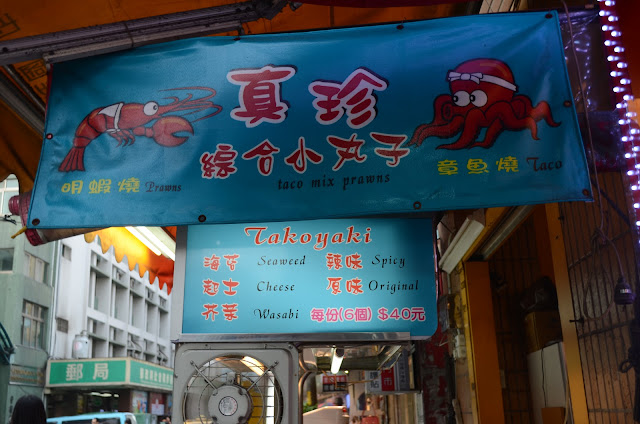 真珍
綜合小丸子
taco mix prawns
明蝦燒 Prawns
章魚燒 Taco
Takoyaki
海苔 Seaweed 辣味 Spicy
起士 Cheese 原味 Original
芥茉 Wasabi 每份(6個) $40元
郵局